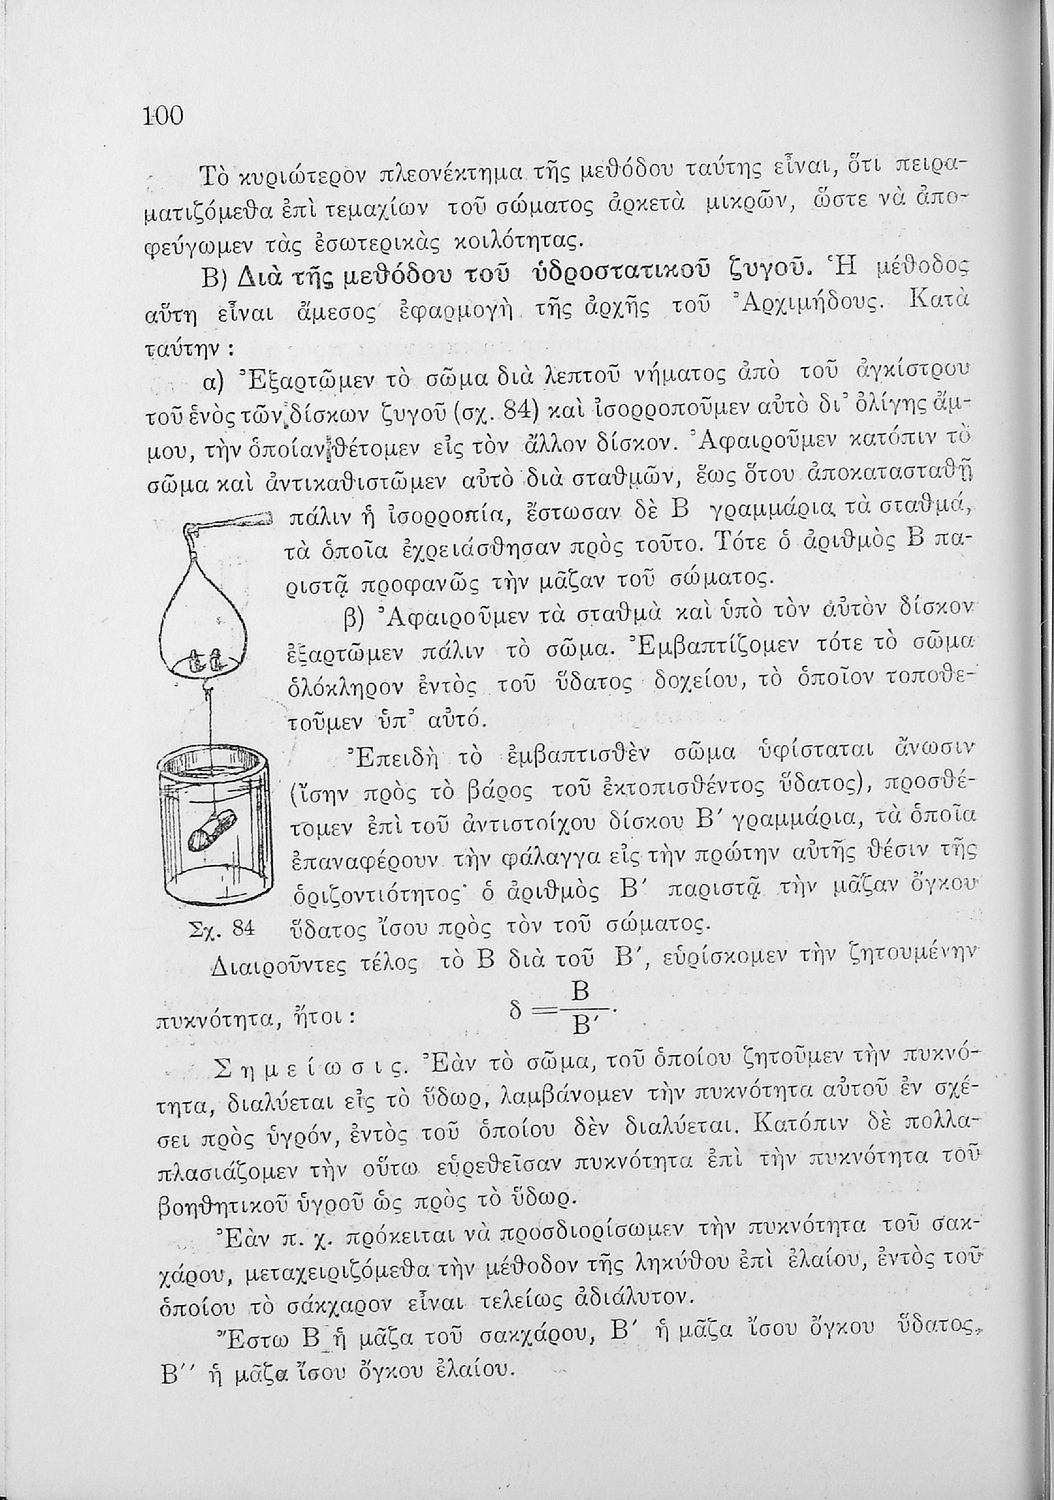 100
Τὸ κυριώτερον πλεονέκτημα τῆς μεθόδου ταύτης εἶναι, ὅτι πειρα-
ματιζόμεθα ἐπὶ τεμαχίων τοῦ σώματος ἀρκετὰ μικρῶν, ὥστε νὰ ἀπο-
φεύγωμεν τὰς ἐσωτερικὰς κοιλότητας.
Β) Διὰ τῆς μεθόδου τοῦ ὑδροστατικοῦ ζυγοῦ. Ἡ μέθοδος
αὕτη εἶναι ἄμεσος ἐφαρμογὴ τῆς ἀρχῆς τοῦ Ἀρχιμήδους. Κατὰ
ταύτην :
α) Ἐξαρτῶμεν τὸ σῶμα διὰ λεπτοῦ νήματος ἀπὸ τοῦ ἀγκίστρου
τοῦ ἑνὸς τῶν δίσκων ζυγοῦ (σχ. 84) καὶ ἰσορροποῦμεν αὐτὸ δι᾿ ὀλίγης ἄμ-
μου, τὴν ὁποίαν θέτομεν εἰς τὸν ἄλλον δίσκον. Ἀφαιροῦμεν κατόπιν τὸ
σῶμα καὶ ἀντικαθιστῶμεν αὐτὸ διὰ σταθμῶν, ἕως ὅτου ἀποκατασταθῇ
πάλιν ἡ ἰσορροπία, ἔστωσαν δὲ Β γραμμάρια τὰ σταθμά,
τὰ ὁποῖα ἐχρειάσθησαν πρὸς τοῦτο. Τότε ὁ ἀριθμὸς Β πα-
ριστᾷ προφανῶς τὴν μᾶζαν τοῦ σώματος.
β) Ἀφαιροῦμεν τὰ σταθμὰ καὶ ὑπὸ τὸν αὐτὸν δίσκον
ἐξαρτῶμεν πάλιν τὸ σῶμα. Ἐμβαπτίζομεν τότε τὸ σῶμα
ὁλόκληρον ἐντὸς τοῦ ὕδατος δοχείου, τὸ ὁποῖον τοποθε-
τοῦμεν ὑπ᾿ αὐτό.
Ἐπειδὴ τὸ ἐμβαπτισθὲν σῶμα ὑφίσταται ἄνωσιν
(ἴσην πρὸς τὸ βάρος τοῦ ἐκτοπισθέντος ὕδατος), προσθέ-
τομεν ἐπὶ τοῦ ἀντιστοίχου δίσκου Β′ γραμμάρια, τὰ ὁποῖα
ἐπαναφέρουν τὴν φάλαγγα εἰς τὴν πρώτην αὐτῆς θέσιν τῆς
ὁριζοντιότητος· ὁ ἀριθμὸς Β′ παριστᾷ τὴν μᾶζαν ὄγκου
Σχ. 84
ὕδατος ἴσου πρὸς τὸν τοῦ σώματος.
Διαιροῦντες τέλος τὸ Β διὰ τοῦ Β′, εὑρίσκομεν τὴν ζητουμένην
πυκνότητα, ἤτοι : δ = Β / Β′ .
Σημείωσις. Ἐὰν τὸ σῶμα, τοῦ ὁποίου ζητοῦμεν τὴν πυκνό-
τητα, διαλύεται εἰς τὸ ὕδωρ, λαμβάνομεν τὴν πυκνότητα αὐτοῦ ἐν σχέ-
σει πρὸς ὑγρόν, ἐντὸς τοῦ ὁποίου δὲν διαλύεται. Κατόπιν δὲ πολλα-
πλασιάζομεν τὴν οὕτω εὑρεθεῖσαν πυκνότητα ἐπὶ τὴν πυκνότητα τοῦ
βοηθητικοῦ ὑγροῦ ὡς πρὸς τὸ ὕδωρ.
Ἐὰν π. χ. πρόκειται νὰ προσδιορίσωμεν τὴν πυκνότητα τοῦ σακ-
χάρου, μεταχειριζόμεθα τὴν μέθοδον τῆς ληκύθου ἐπὶ ἐλαίου, ἐντὸς τοῦ
ὁποίου τὸ σάκχαρον εἶναι τελείως ἀδιάλυτον.
Ἔστω Β ἡ μᾶζα τοῦ σακχάρου, Β′ ἡ μᾶζα ἴσου ὄγκου ὕδατος,
Β′′ ἡ μᾶζα ἴσου ὄγκου ἐλαίου.